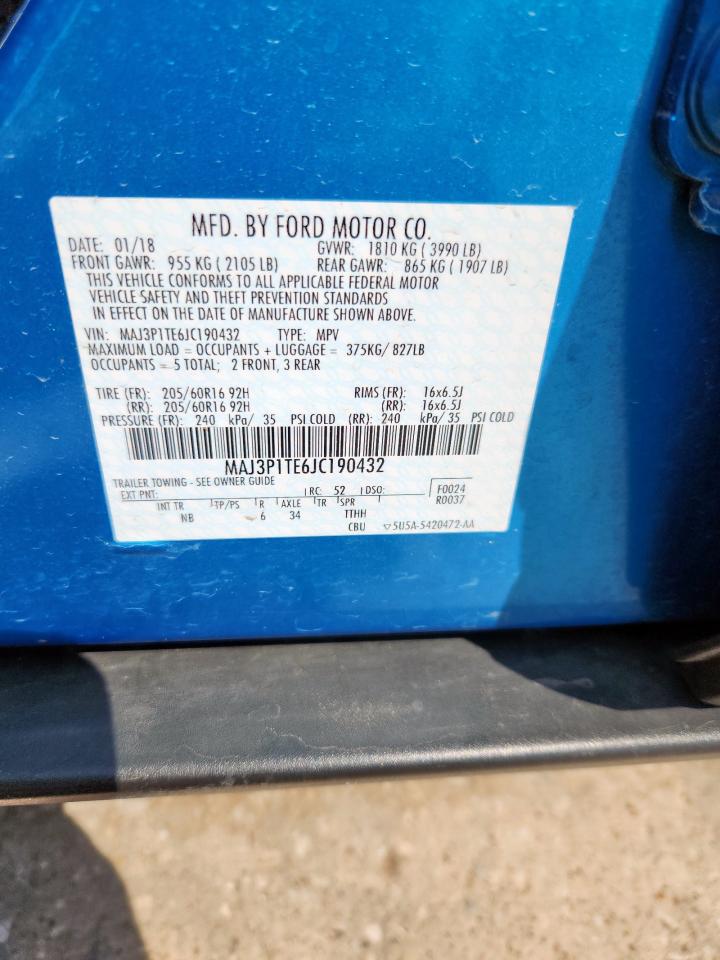 MFD. BY FORD MOTOR CO.
DATE: 01/18 GVWR: 1810 KG ( 3990 LB)
FRONT GAWR: 955 KG ( 2105 LB) REAR GAWR: 865 KG ( 1907 LB)
THIS VEHICLE CONFORMS TO ALL APPLICABLE FEDERAL MOTOR
VEHICLE SAFETY AND THEFT PREVENTION STANDARDS
IN EFFECT ON THE DATE OF MANUFACTURE SHOWN ABOVE.
VIN: MAJ3P1TE6JC190432 TYPE: MPV
MAXIMUM LOAD = OCCUPANTS + LUGGAGE = 375KG/ 827LB
OCCUPANTS = 5 TOTAL; 2 FRONT, 3 REAR
TIRE (FR): 205/60R16 92H RIMS (FR): 16x6.5J
(RR): 205/60R16 92H (RR): 16x6.5J
PRESSURE (FR): 240 kPa/ 35 PSI COLD (RR): 240 kPa/ 35 PSI COLD
MAJ3P1TE6JC190432
TRAILER TOWING - SEE OWNER GUIDE
EXT PNT: RC: 52 DSO: F0024
INT TR TP/PS R AXLE TR SPR R0037
NB 6 34 TTHH
CBU 5U5A-5420472-AA